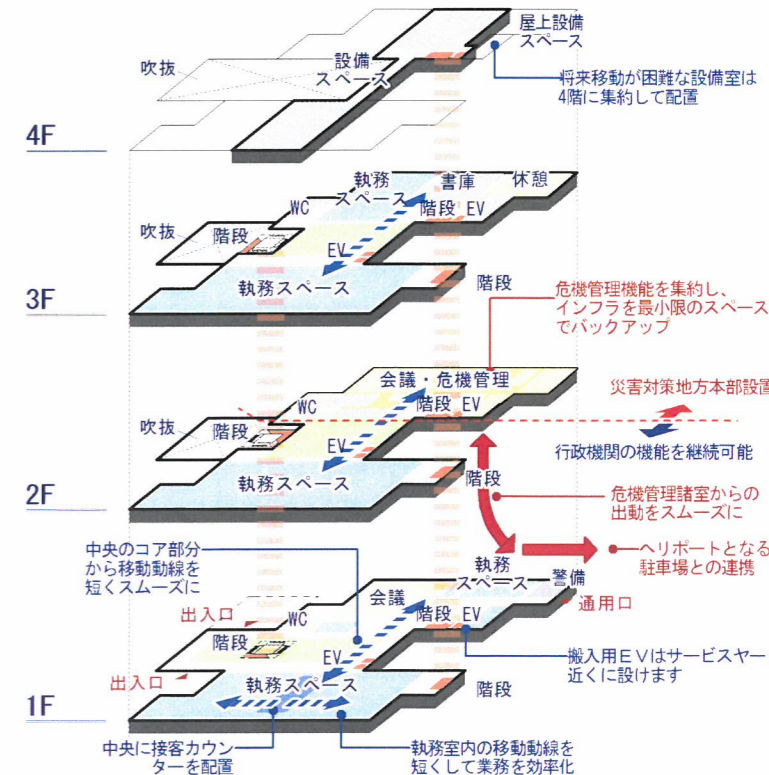 屋上設備
スペース
設備
スペース
吹抜
将来移動が困難な設備室は
4階に集約して配置
4F
執務
スペース
書庫
休憩
WC
階段
EV
吹抜
階段
EV
執務スペース
階段
3F
危機管理機能を集約し、
インフラを最小限のスペース
でバックアップ
会議・危機管理
WC
階段
EV
災害対策地方本部設置
吹抜
階段
EV
行政機関の機能を継続可能
執務スペース
階段
2F
危機管理諸室からの
出動をスムーズに
中央のコア部分
から移動動線を
短くスムーズに
ヘリポートとなる
駐車場との連携
執務
スペース
警備
会議
通用口
出入口
WC
階段
EV
階段
EV
搬入用EVはサービスヤー
近くに設けます
出入口
執務スペース
階段
1F
中央に接客カウン
ターを配置
執務室内の移動動線を
短くして業務を効率化